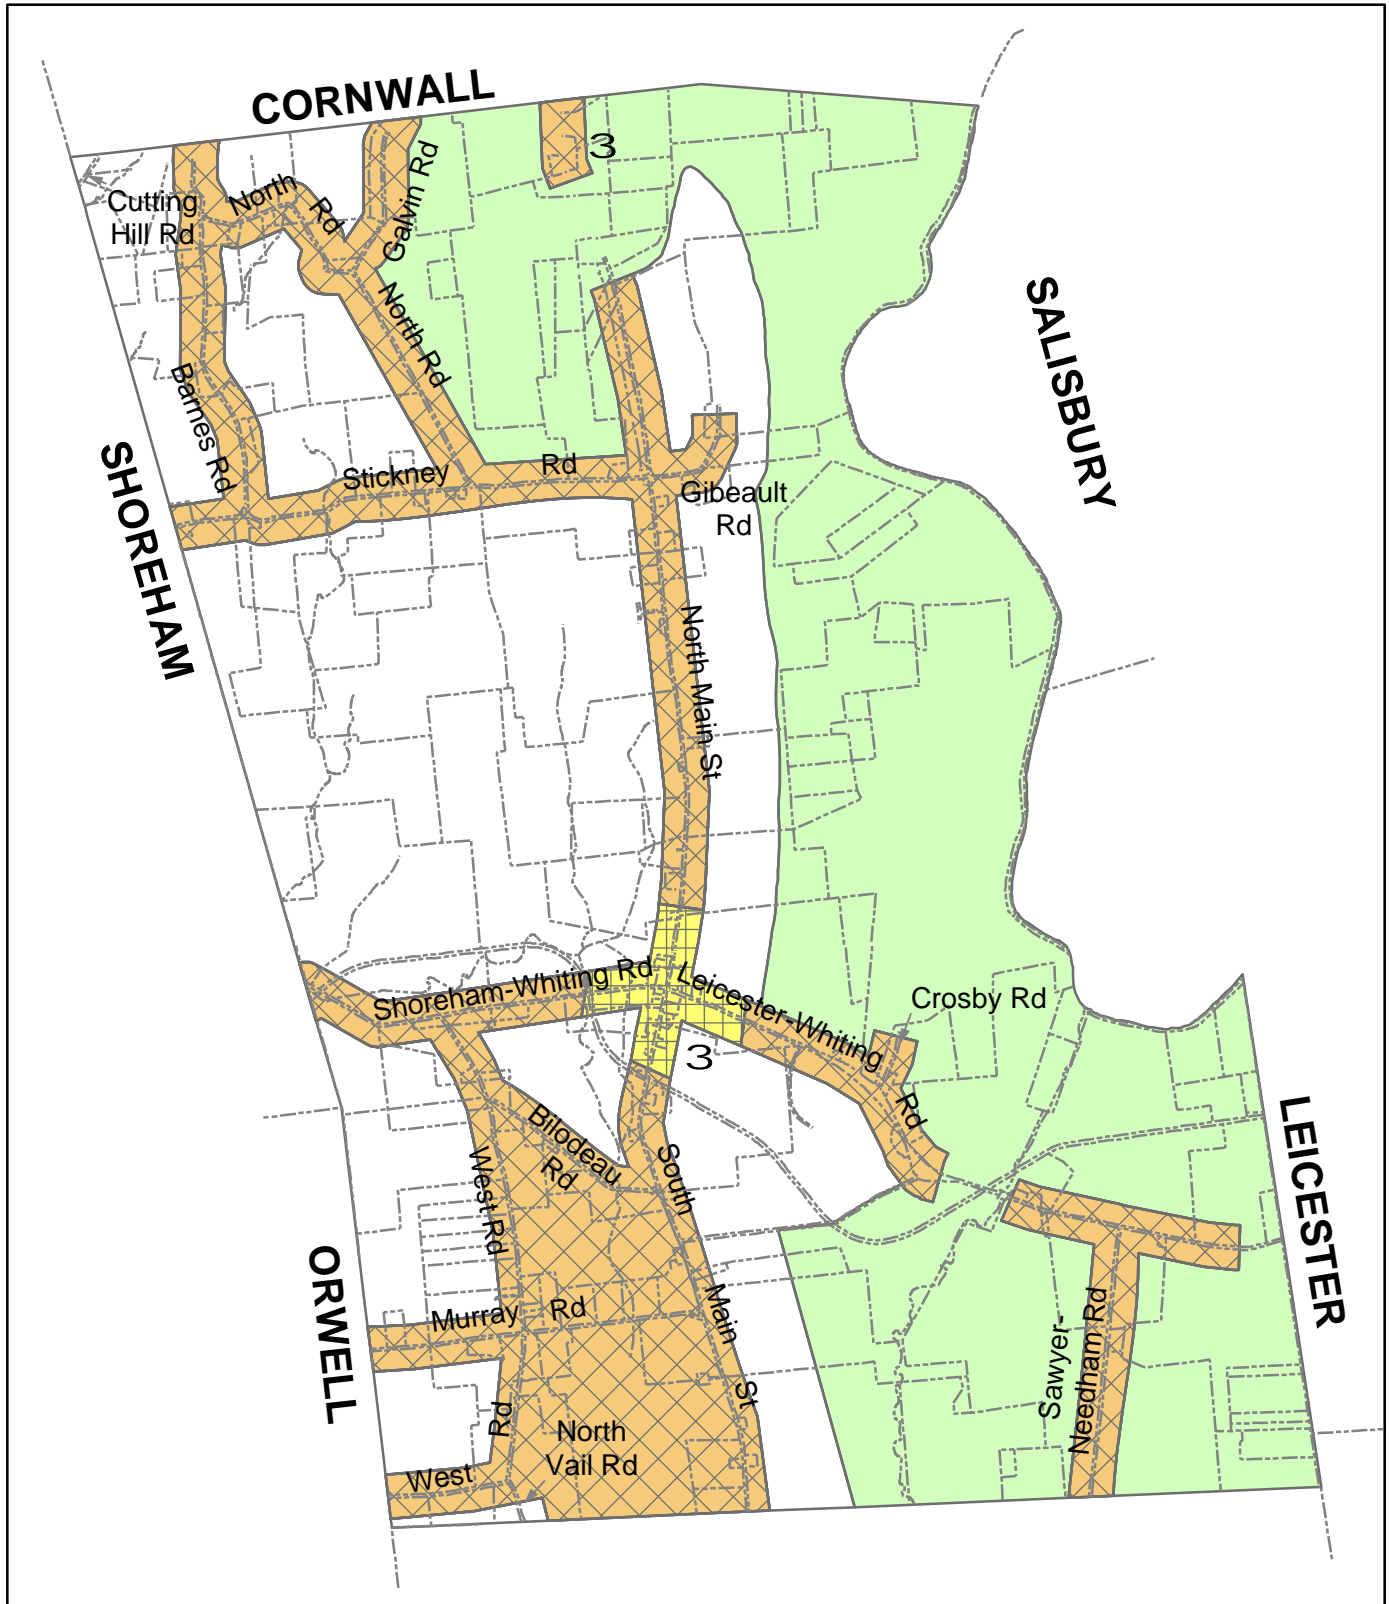 CORNWALL
3
Cutting
Hill Rd
North
Rd
Galvin Rd
North Rd
SALISBURY
Barnes Rd
SHOREHAM
Stickney
Rd
Gibeault
Rd
North Main St
Shoreham-Whiting Rd
Leicester-Whiting
Rd
Crosby Rd
3
Bilodeau
Rd
South
Main
St
West Rd
LEICESTER
ORWELL
Murray
Rd
Sawyer-
Needham Rd
Rd
North
Vail Rd
West